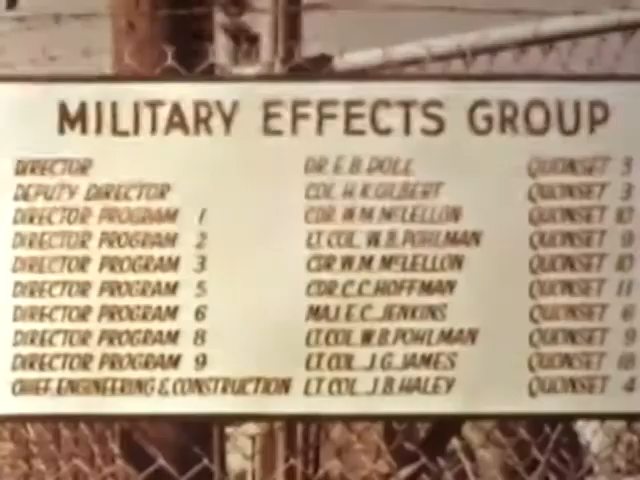 MILITARY EFFECTS GROUP
DIRECTOR DR. E. B. DOLL QUONSET 3
DEPUTY DIRECTOR COL. H. K. GILBERT QUONSET 3
DIRECTOR PROGRAM 1 CDR. W. M. McLELLON QUONSET 10
DIRECTOR PROGRAM 2 LT. COL. W. B. POHLMAN QUONSET 9
DIRECTOR PROGRAM 3 CDR. W. M. McLELLON QUONSET 10
DIRECTOR PROGRAM 5 CDR. C. C. HOFFMAN QUONSET 11
DIRECTOR PROGRAM 6 MAJ. E. C. JENKINS QUONSET 6
DIRECTOR PROGRAM 8 LT. COL. W. B. POHLMAN QUONSET 9
DIRECTOR PROGRAM 9 LT. COL. J. G. JAMES QUONSET
CHIEF ENGINEERING & CONSTRUCTION LT. COL. J. B. HALEY QUONSET 4